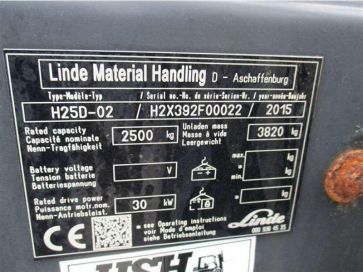 Linde Material Handling D - Aschaffenburg
Type-Modèle-Typ / Serial no.-No. de série-Serien-Nr. / year-année-Baujahr
H25D-02 / H2X392F00022 / 2015
Rated capacity
Capacité nominale
Nenn-Tragfähigkeit
2500 kg
Unladen mass
Masse à vide
Leergewicht
3820 kg
Battery voltage
Tension batterie
Batteriespannung
V
* kg
max.
* kg
min.
Rated drive power
Puissance motr.nom.
Nenn-Antriebsleist.
30 kW
* see Operating instructions
voir Mode d'emploi
siehe Betriebsanleitung
Linde
HSH